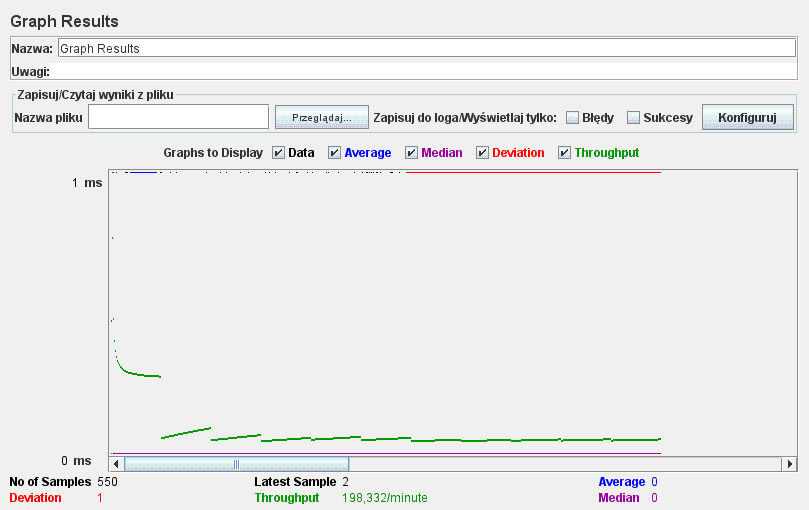 Graph Results
Nazwa: Graph Results
Uwagi:
Zapisuj/Czytaj wyniki z pliku
Nazwa pliku Przeglądaj... Zapisuj do loga/Wyświetlaj tylko: Błędy Sukcesy Konfiguruj
Graphs to Display Data Average Median Deviation Throughput
1 ms
0 ms
No of Samples 550 Latest Sample 2 Average 0
Deviation 1 Throughput 198,332/minute Median 0